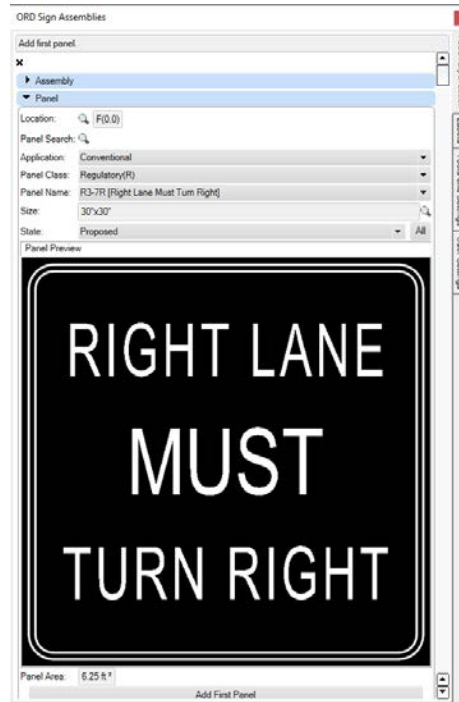 ORD Sign Assemblies
Add first panel.
Assembly
Panel
Location: F(0.0)
Panel Search:
Application: Conventional
Panel Class: Regulatory(R)
Panel Name: R3-7R [Right Lane Must Turn Right]
Size: 30"x30"
State: Proposed All
Panel Preview
RIGHT LANE
MUST
TURN RIGHT
Panel Area: 6.25 ft ²
Add First Panel